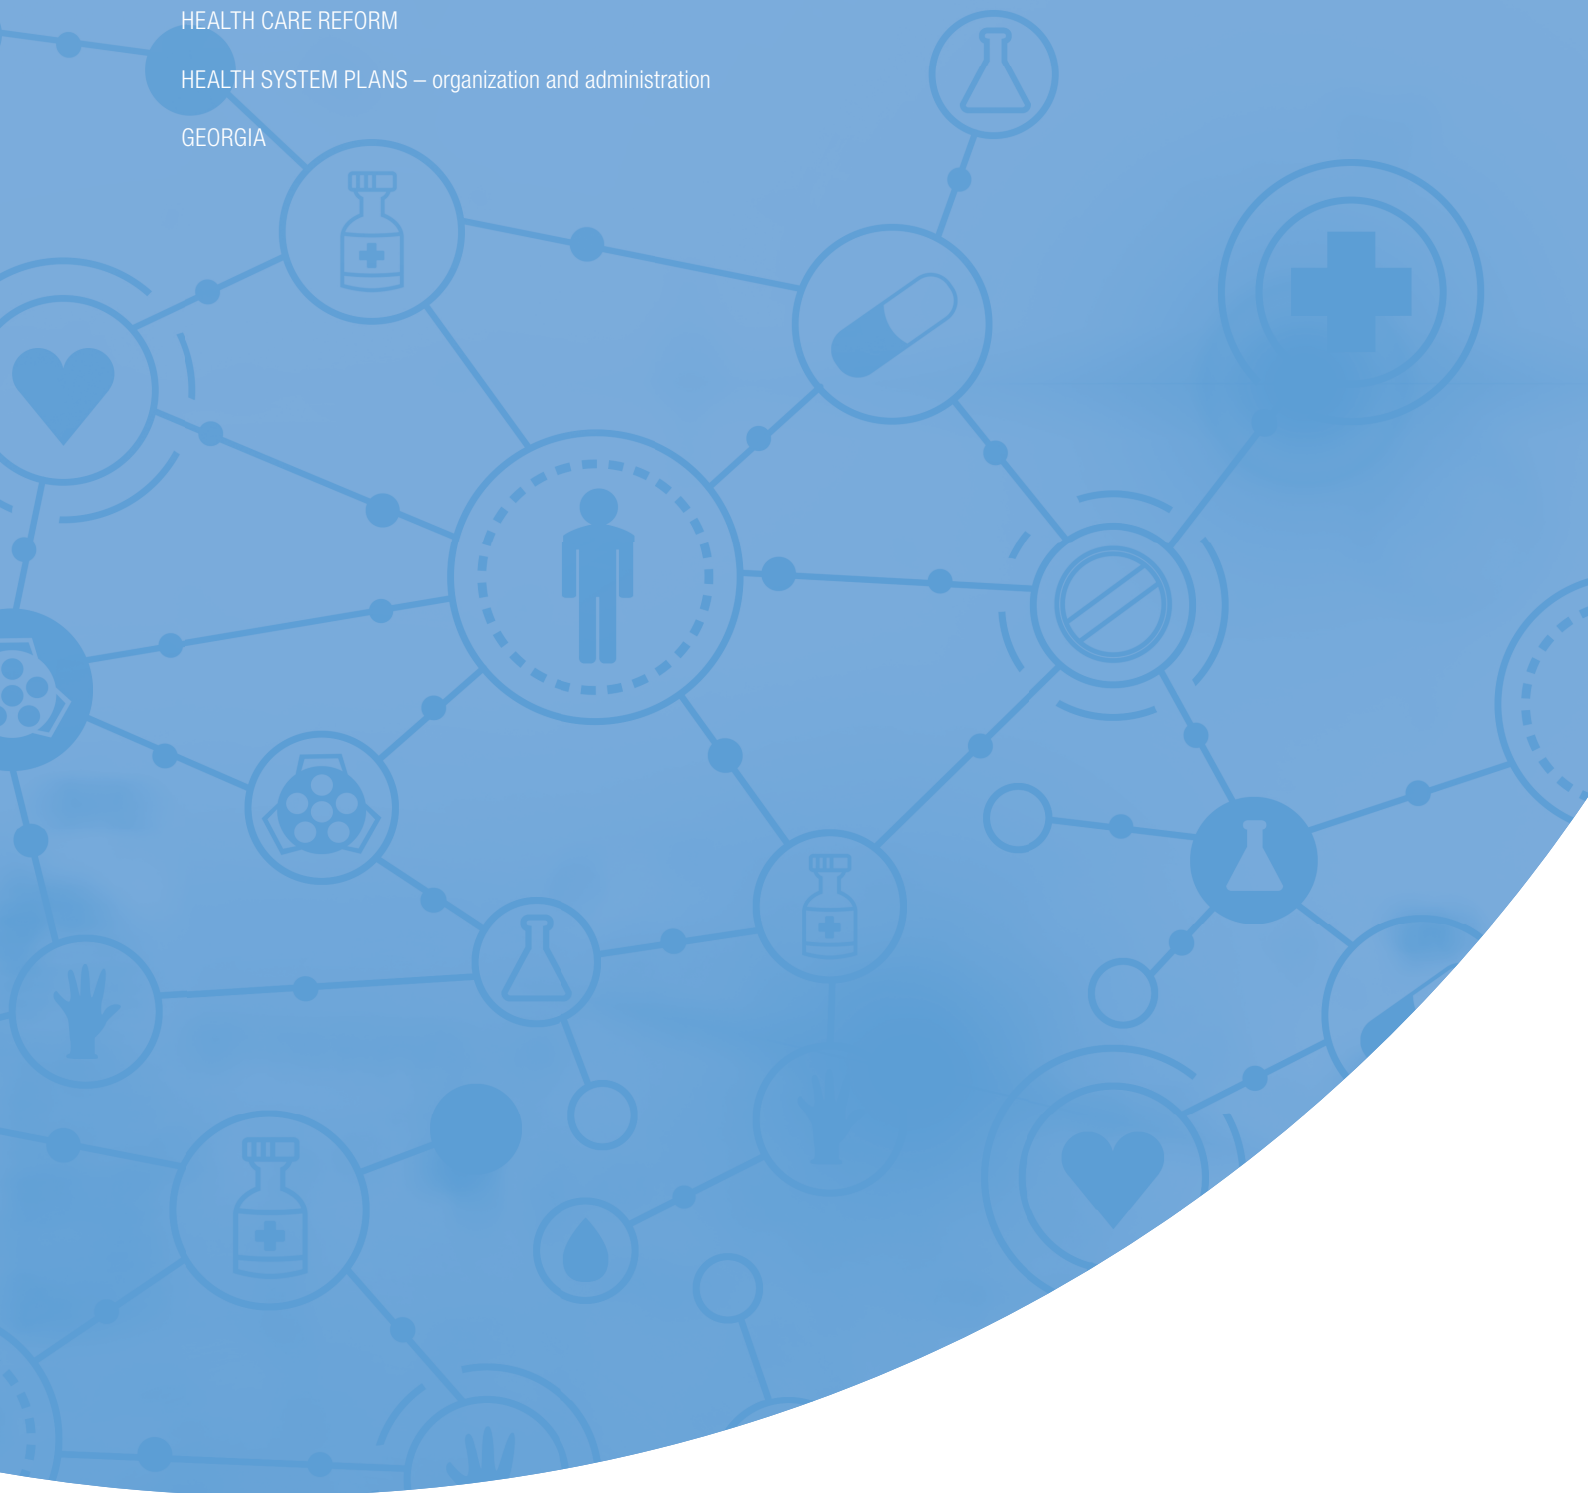 HEALTH CARE REFORM
HEALTH SYSTEM PLANS – organization and administration
GEORGIA